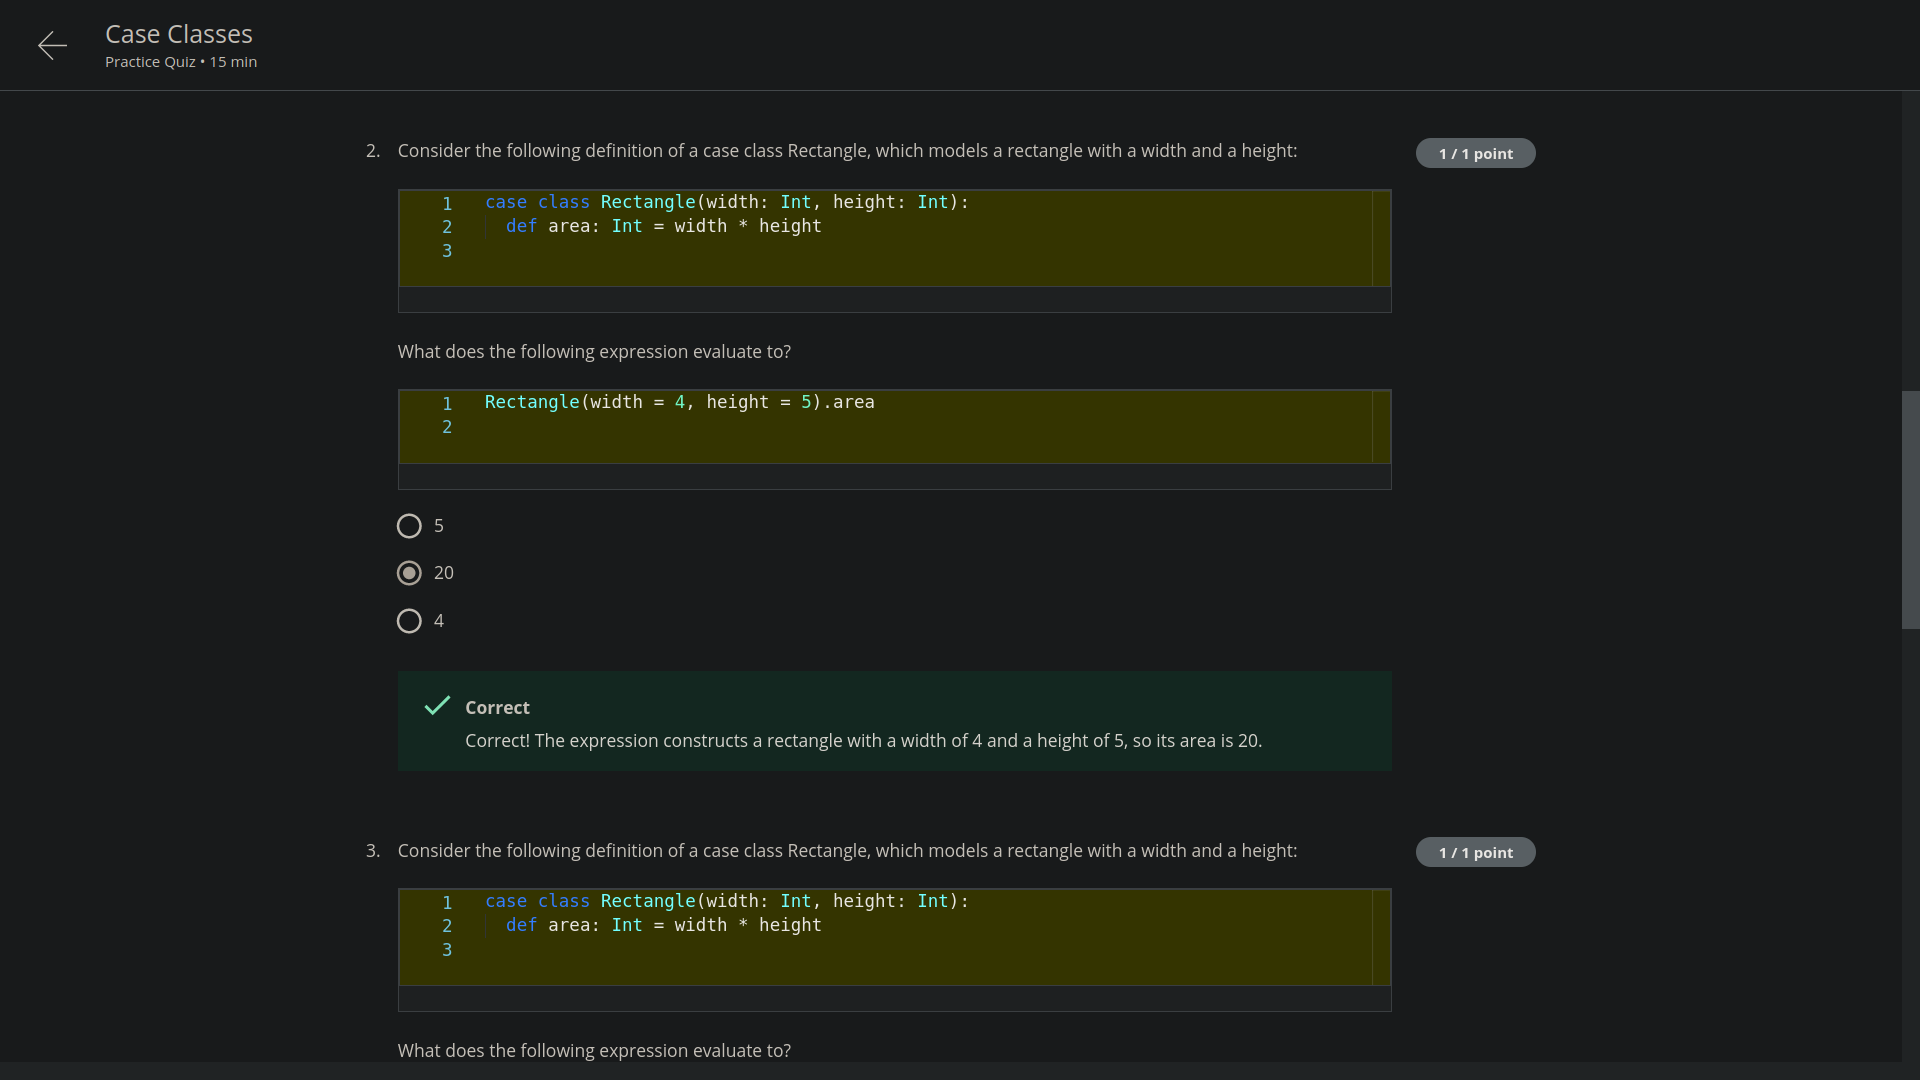 Case Classes
Practice Quiz • 15 min
2. Consider the following definition of a case class Rectangle, which models a rectangle with a width and a height:
1 / 1 point
1 case class Rectangle(width: Int, height: Int):
2   def area: Int = width * height
3
What does the following expression evaluate to?
1 Rectangle(width = 4, height = 5).area
2
5
20
4
Correct
Correct! The expression constructs a rectangle with a width of 4 and a height of 5, so its area is 20.
3. Consider the following definition of a case class Rectangle, which models a rectangle with a width and a height:
1 / 1 point
1 case class Rectangle(width: Int, height: Int):
2   def area: Int = width * height
3
What does the following expression evaluate to?